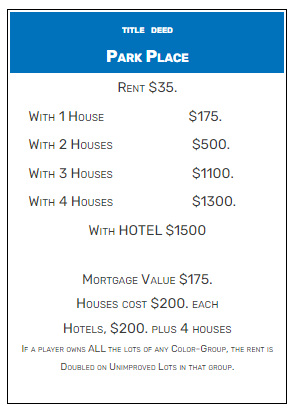 TITLE DEED
PARK PLACE
RENT $35.
WITH 1 HOUSE $175.
WITH 2 HOUSES $500.
WITH 3 HOUSES $1100.
WITH 4 HOUSES $1300.
WITH HOTEL $1500
MORTGAGE VALUE $175.
HOUSES COST $200. EACH
HOTELS, $200. PLUS 4 HOUSES
IF A PLAYER OWNS ALL THE LOTS OF ANY COLOR-GROUP, THE RENT IS
DOUBLED ON UNIMPROVED LOTS IN THAT GROUP.